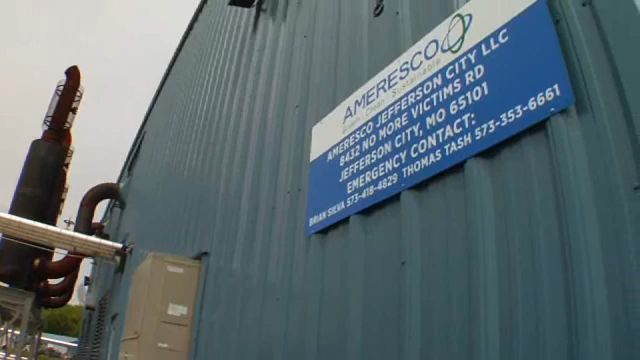 AMERESCO
Green · Clean · Sustainable
AMERESCO JEFFERSON CITY LLC
8432 NO MORE VICTIMS RD
JEFFERSON CITY, MO 65101
EMERGENCY CONTACT:
BRIAN SILVA 573-418-4829 THOMAS TASH 573-353-6661